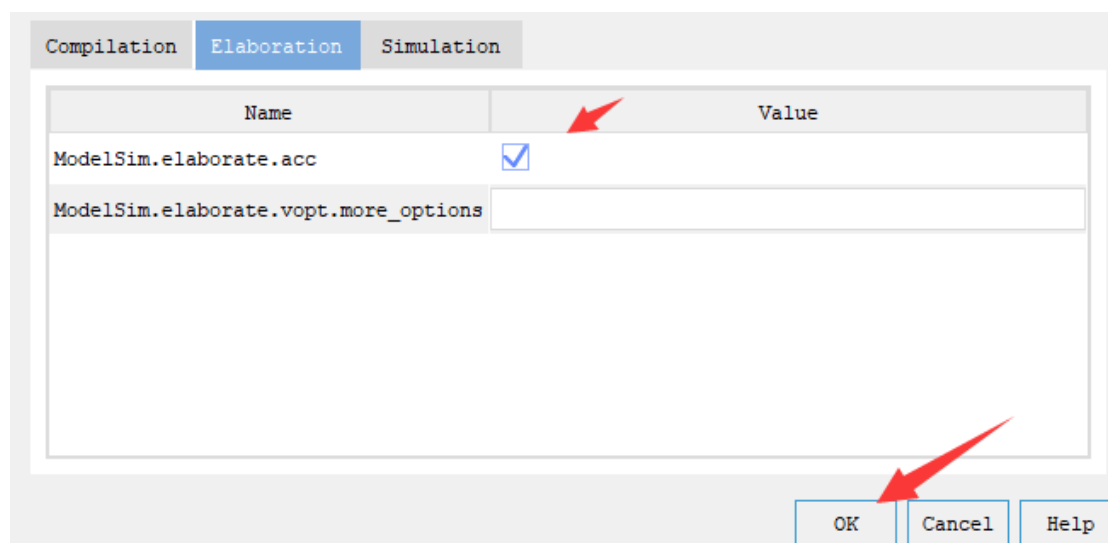 Compilation Elaboration Simulation
Name Value
ModelSim.elaborate.acc
ModelSim.elaborate.vopt.more_options
OK Cancel Help